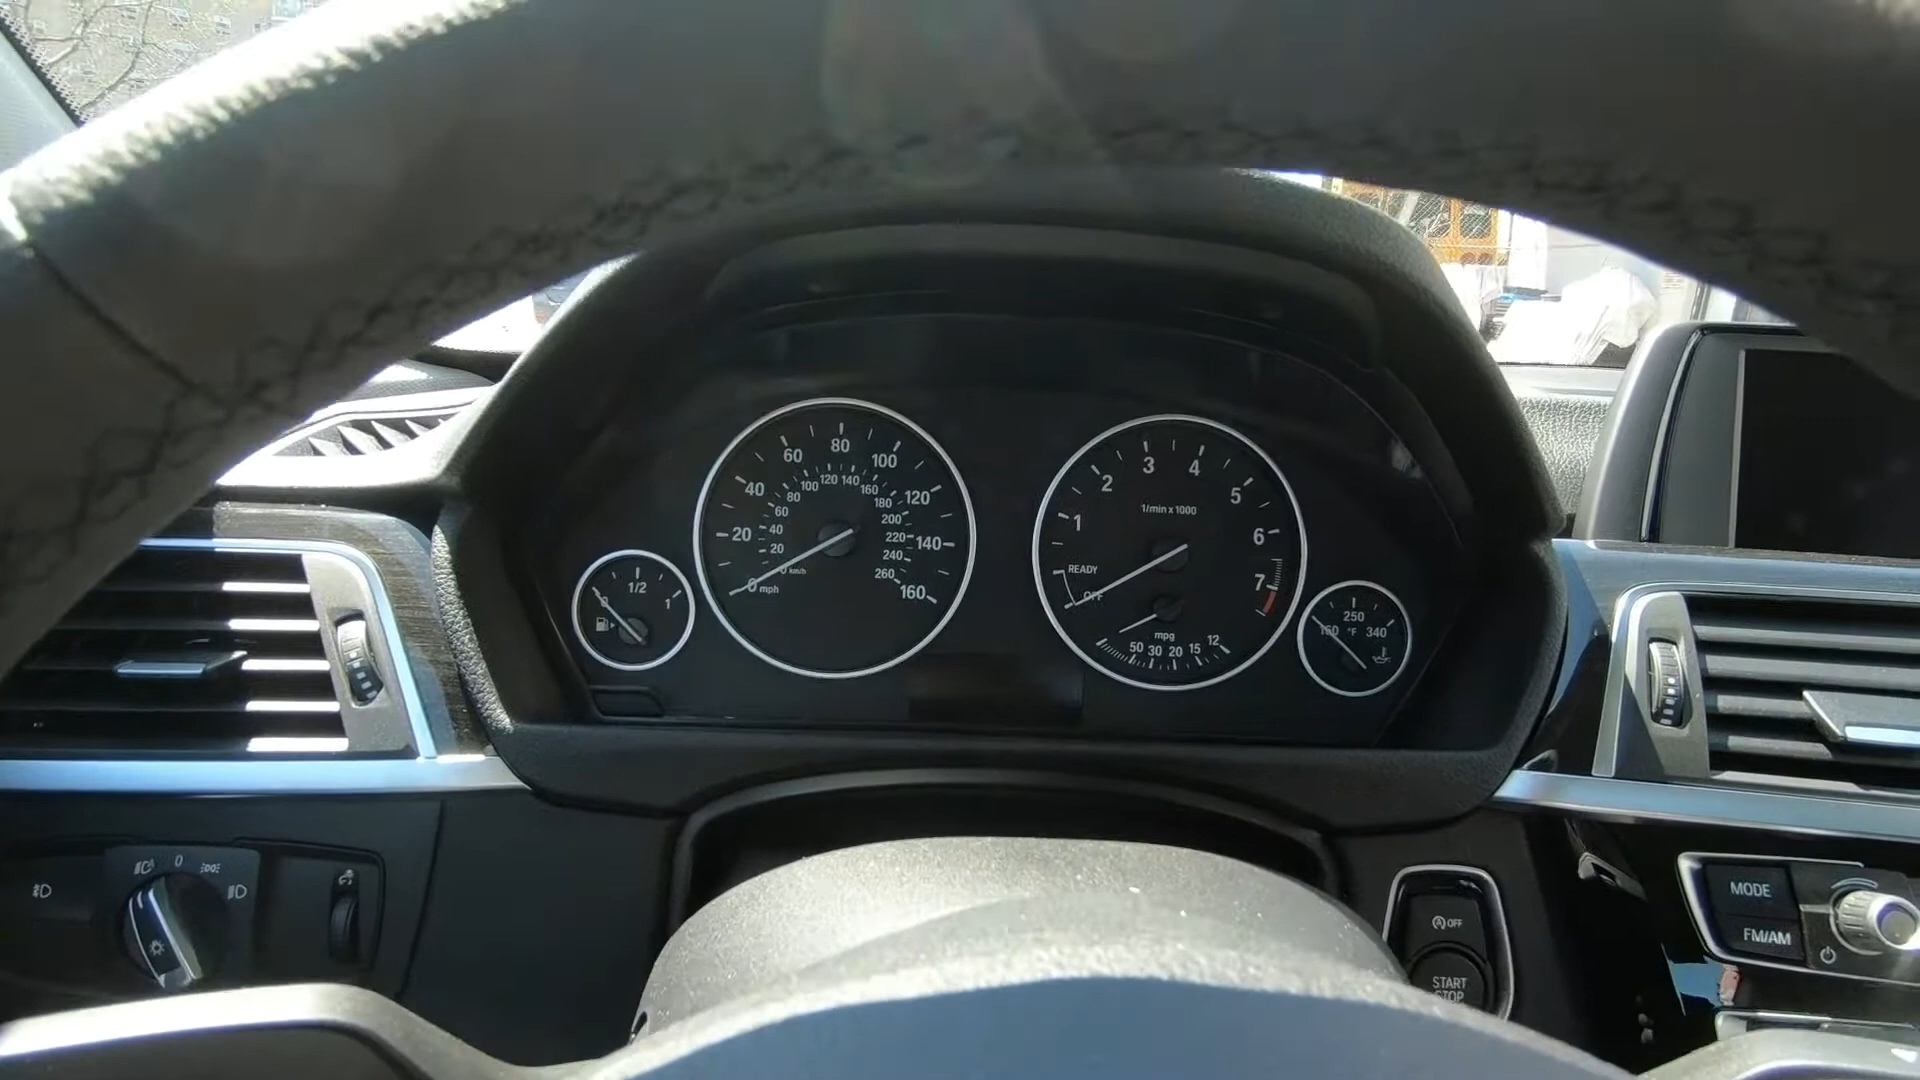 20
40
60
80
100
120
140
160
20
40
60
80
100
120
140
160
180
200
220
240
260
0 km/h
0 mph
1/2
1
1
2
3
4
5
6
7
1/min x 1000
READY
OFF
mpg
50 30 20 15 12
250
160 °F 340
0
OFF
START
STOP
MODE
FM/AM